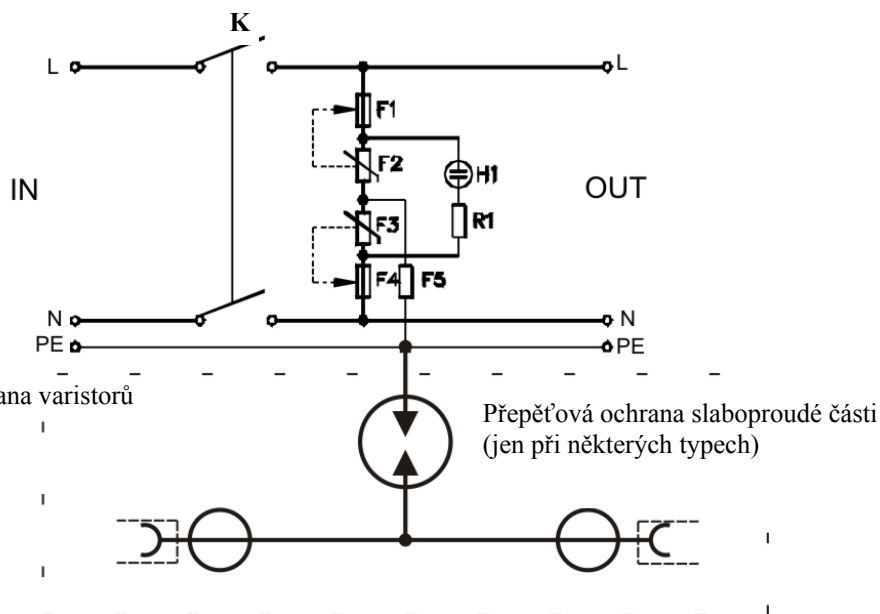 K
L
L
F1
F2
H1
IN
OUT
R1
F3
F4
F5
N
N
PE
PE
ana varistorů
Přepěťová ochrana slaboproudé části
(jen při některých typech)